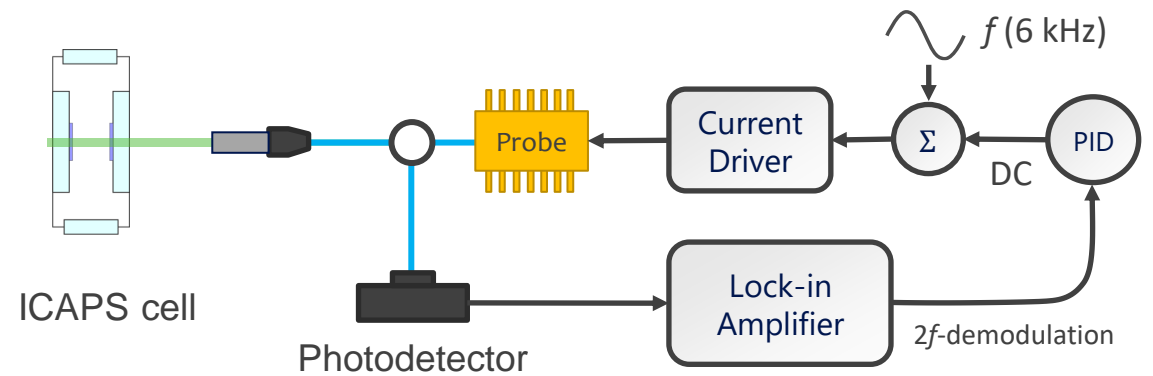 f (6 kHz)
Probe
Current
Driver
Σ
PID
DC
ICAPS cell
Lock-in
Amplifier
2f-demodulation
Photodetector